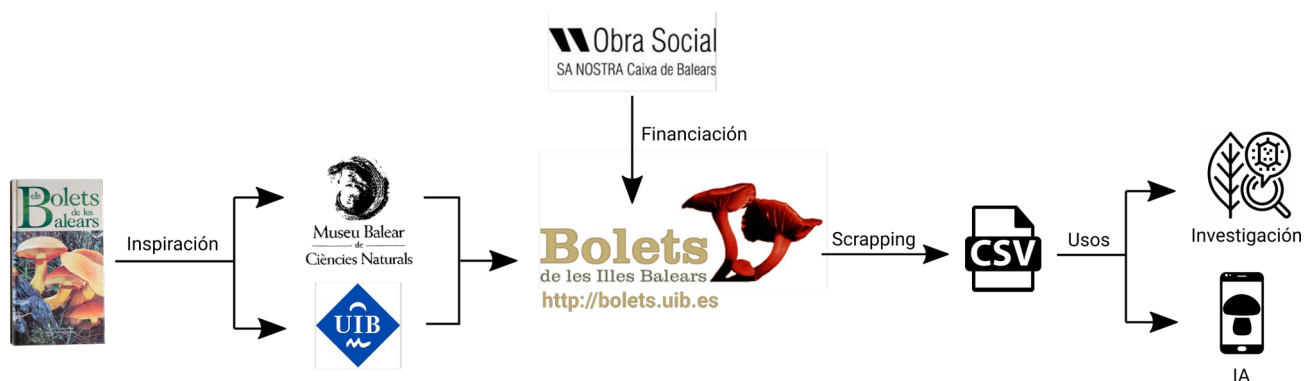 Obra Social
SA NOSTRA Caixa de Balears
Financiación
els
Bolets
de les
Balears
Inspiración
Museu Balear
de
Ciències Naturals
UIB
Bolets
de les Illes Balears
http://bolets.uib.es
Scrapping
CSV
Usos
Investigación
IA